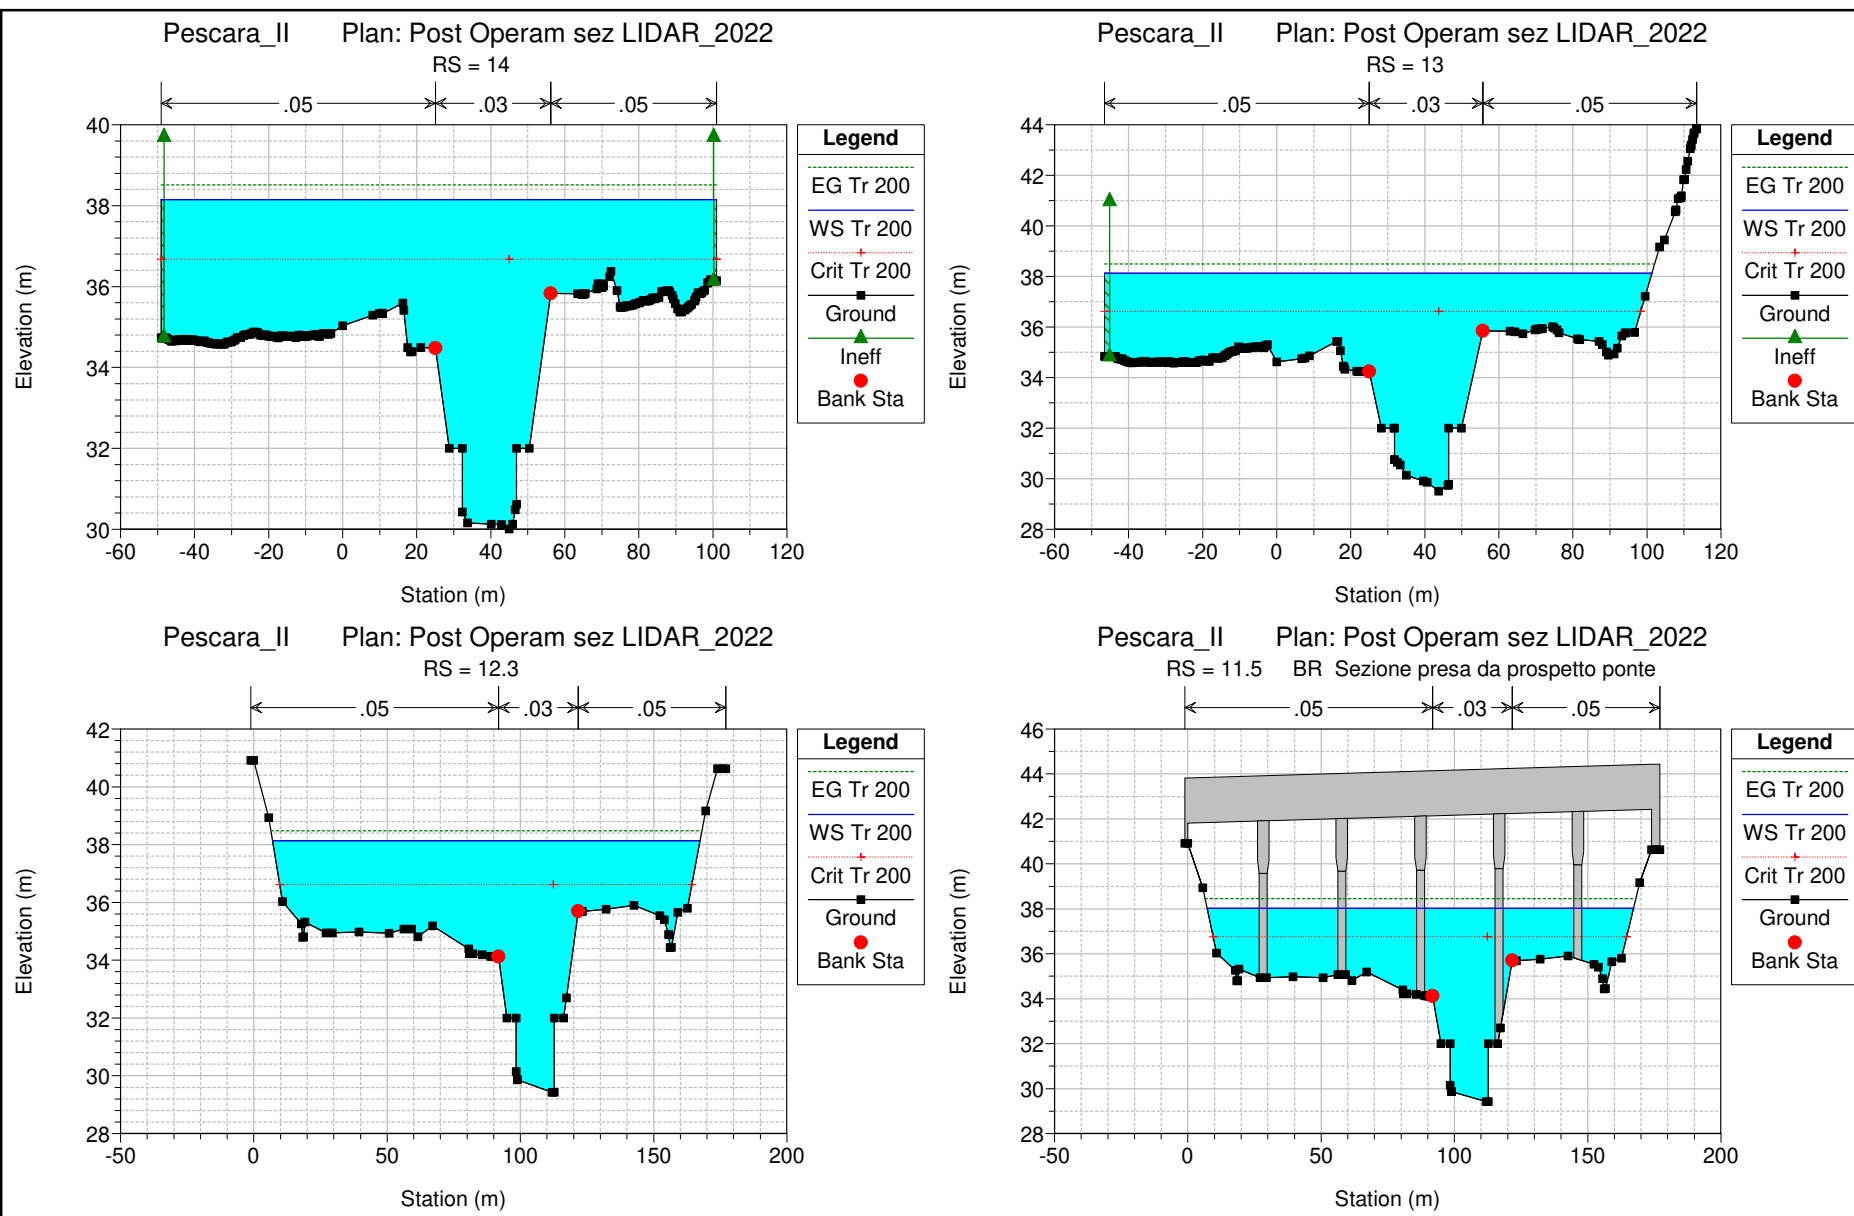 Pescara_II Plan: Post Operam sez LIDAR_2022
RS = 14
.05 .03 .05
40
38
36
34
32
30
-60 -40 -20 0 20 40 60 80 100 120
Elevation (m)
Station (m)
Legend
EG Tr 200
WS Tr 200
Crit Tr 200
Ground
Ineff
Bank Sta
Pescara_II Plan: Post Operam sez LIDAR_2022
RS = 13
.05 .03 .05
44
42
40
38
36
34
32
30
28
-60 -40 -20 0 20 40 60 80 100 120
Elevation (m)
Station (m)
Legend
EG Tr 200
WS Tr 200
Crit Tr 200
Ground
Ineff
Bank Sta
Pescara_II Plan: Post Operam sez LIDAR_2022
RS = 12.3
.05 .03 .05
42
40
38
36
34
32
30
28
-50 0 50 100 150 200
Elevation (m)
Station (m)
Legend
EG Tr 200
WS Tr 200
Crit Tr 200
Ground
Bank Sta
Pescara_II Plan: Post Operam sez LIDAR_2022
RS = 11.5 BR Sezione presa da prospetto ponte
.05 .03 .05
46
44
42
40
38
36
34
32
30
28
-50 0 50 100 150 200
Elevation (m)
Station (m)
Legend
EG Tr 200
WS Tr 200
Crit Tr 200
Ground
Bank Sta